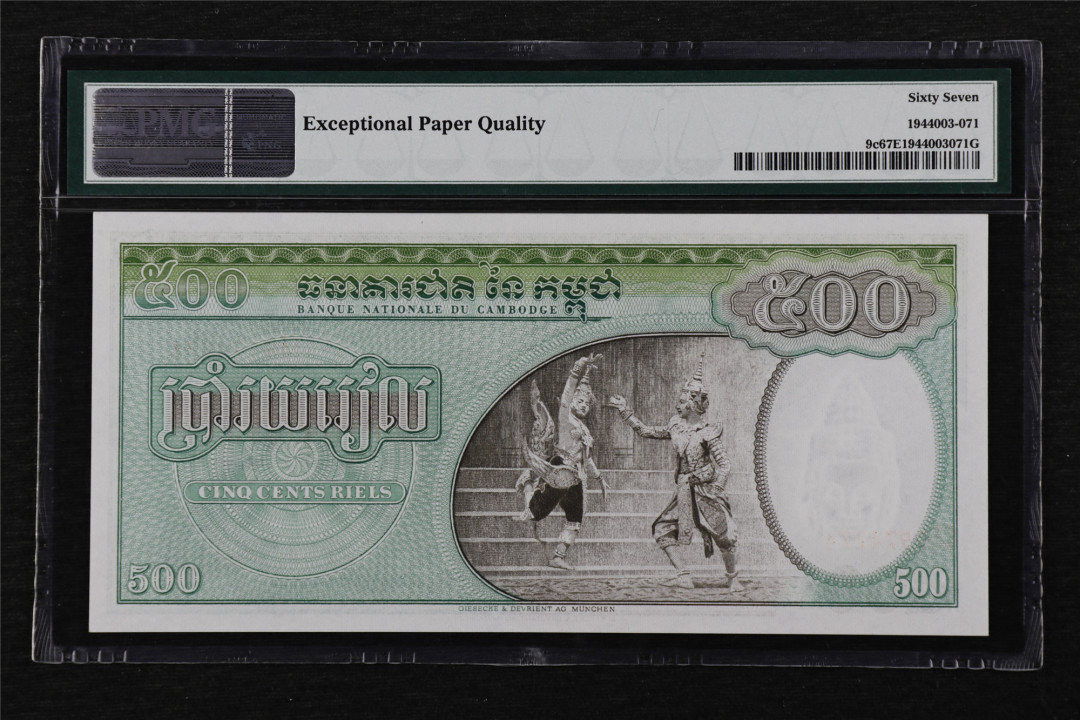 PMG
Exceptional Paper Quality
Sixty Seven
1944003-071
9c67E1944003071G
៥០០
ធនាគារជាតិ នៃ កម្ពុជា
BANQUE NATIONALE DU CAMBODGE
៥០០
ប្រាំរយរៀល
CINQ CENTS RIELS
500
500
GIESECKE & DEVRIENT AG MÜNCHEN